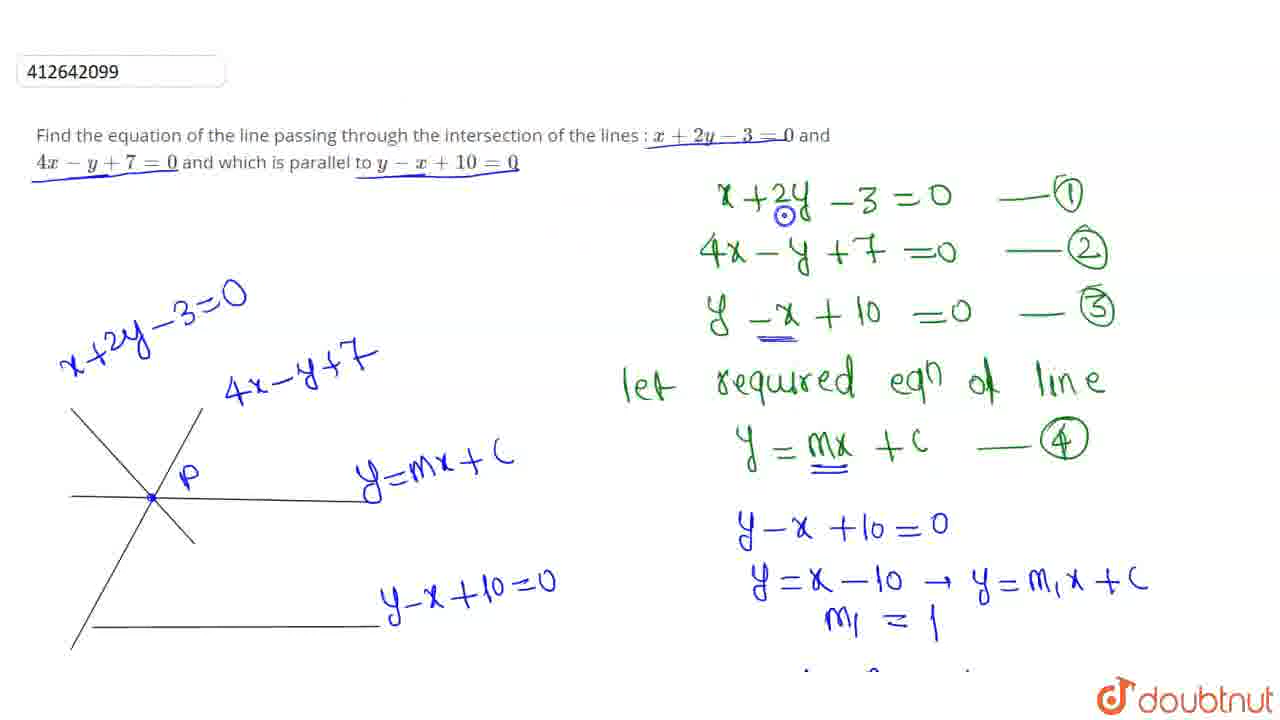 412642099
Find the equation of the line passing through the intersection of the lines : x + 2y − 3 = 0 and
4x − y + 7 = 0 and which is parallel to y − x + 10 = 0
x + 2y − 3 = 0 — ①
4x − y + 7 = 0 — ②
y − x + 10 = 0 — ③
let required eqn of line
y = mx + c — ④
y − x + 10 = 0
y = x − 10 → y = m₁x + c
m₁ = 1
x + 2y − 3 = 0
4x − y + 7
P
y = mx + c
y − x + 10 = 0
doubtnut